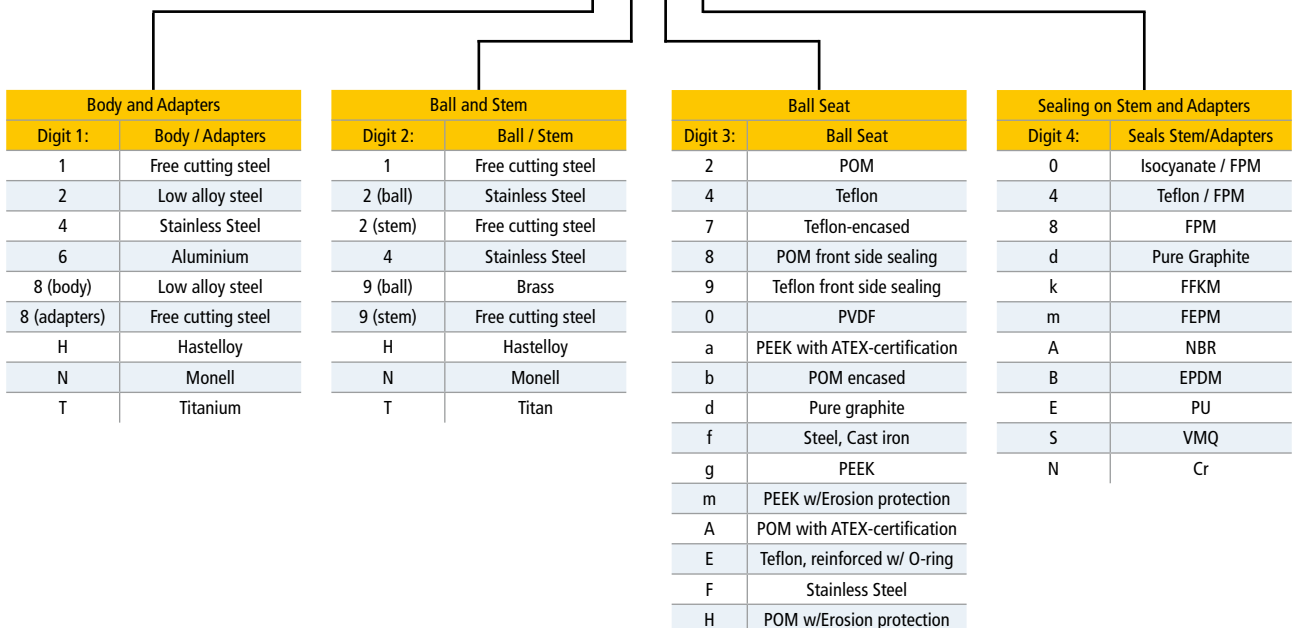 Body and Adapters
Digit 1: Body / Adapters
1 Free cutting steel
2 Low alloy steel
4 Stainless Steel
6 Aluminium
8 (body) Low alloy steel
8 (adapters) Free cutting steel
H Hastelloy
N Monell
T Titanium
Ball and Stem
Digit 2: Ball / Stem
1 Free cutting steel
2 (ball) Stainless Steel
2 (stem) Free cutting steel
4 Stainless Steel
9 (ball) Brass
9 (stem) Free cutting steel
H Hastelloy
N Monell
T Titan
Ball Seat
Digit 3: Ball Seat
2 POM
4 Teflon
7 Teflon-encased
8 POM front side sealing
9 Teflon front side sealing
0 PVDF
a PEEK with ATEX-certification
b POM encased
d Pure graphite
f Steel, Cast iron
g PEEK
m PEEK w/Erosion protection
A POM with ATEX-certification
E Teflon, reinforced w/ O-ring
F Stainless Steel
H POM w/Erosion protection
Sealing on Stem and Adapters
Digit 4: Seals Stem/Adapters
0 Isocyanate / FPM
4 Teflon / FPM
8 FPM
d Pure Graphite
k FFKM
m FEPM
A NBR
B EPDM
E PU
S VMQ
N Cr